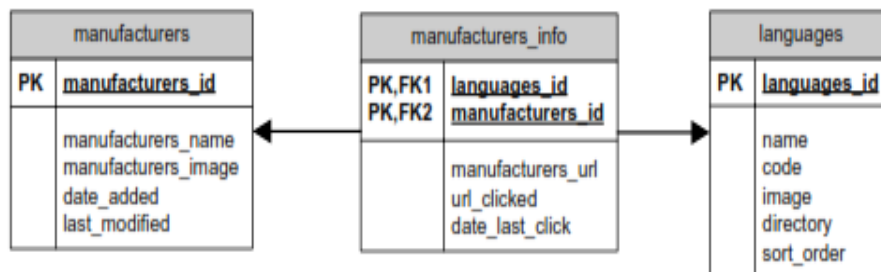 manufacturers
PK manufacturers_id
manufacturers_name
manufacturers_image
date_added
last_modified
manufacturers_info
PK,FK1 languages_id
PK,FK2 manufacturers_id
manufacturers_url
url_clicked
date_last_click
languages
PK languages_id
name
code
image
directory
sort_order